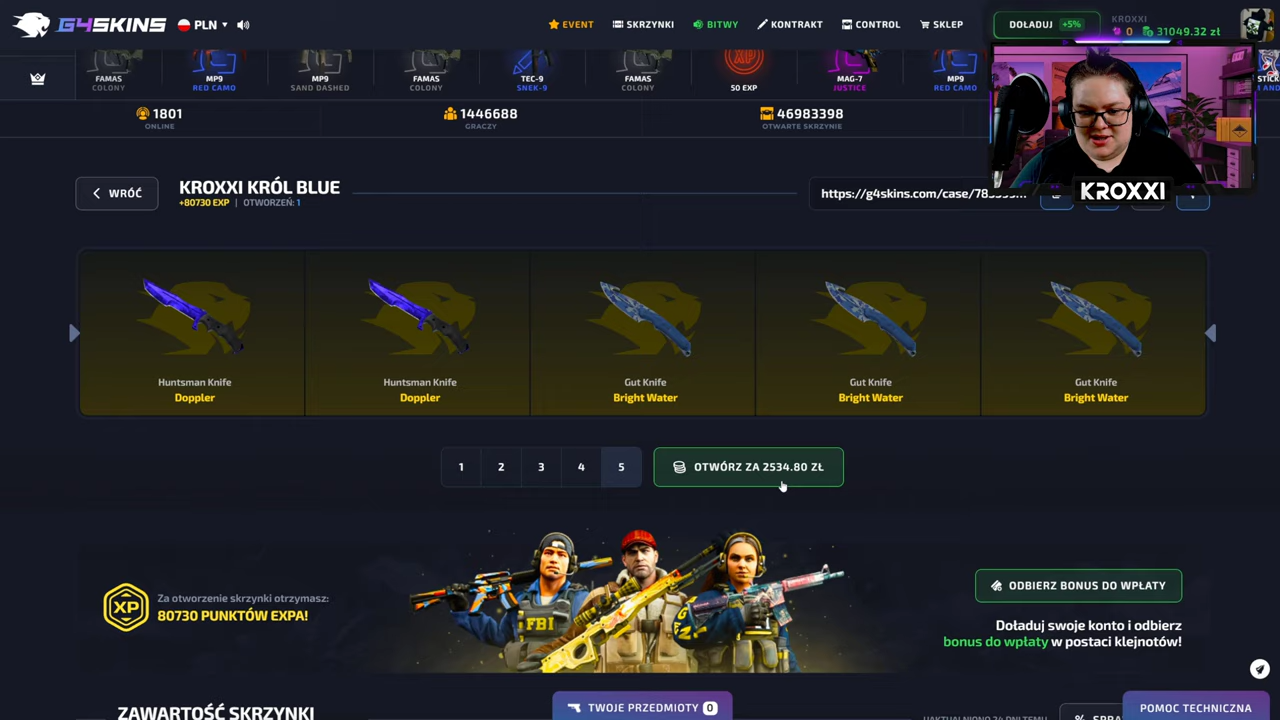 G4SKINS
PLN
EVENT
SKRZYNKI
BITWY
KONTRAKT
CONTROL
SKLEP
DOŁADUJ +5%
KROXXI
0 31049.32 zł
FAMAS
COLONY
MP9
RED CAMO
MP9
SAND DASHED
FAMAS
COLONY
TEC-9
SNEK-9
FAMAS
COLONY
XP
50 EXP
MAG-7
JUSTICE
MP9
RED CAMO
1801
ONLINE
1446688
GRACZY
46983398
OTWARTE SKRZYNIE
KROXXI
WRÓĆ
KROXXI KRÓL BLUE
+80730 EXP | OTWORZEŃ: 1
Huntsman Knife
Doppler
Huntsman Knife
Doppler
Gut Knife
Bright Water
Gut Knife
Bright Water
Gut Knife
Bright Water
1 2 3 4 5
OTWÓRZ ZA 2534.80 ZŁ
XP
Za otworzenie skrzynki otrzymasz:
80730 PUNKTÓW EXPA!
FBI
ODBIERZ BONUS DO WPŁATY
Doładuj swoje konto i odbierz
bonus do wpłaty w postaci klejnotów!
ZAWARTOŚĆ SKRZYNKI
TWOJE PRZEDMIOTY 0
POMOC TECHNICZNA